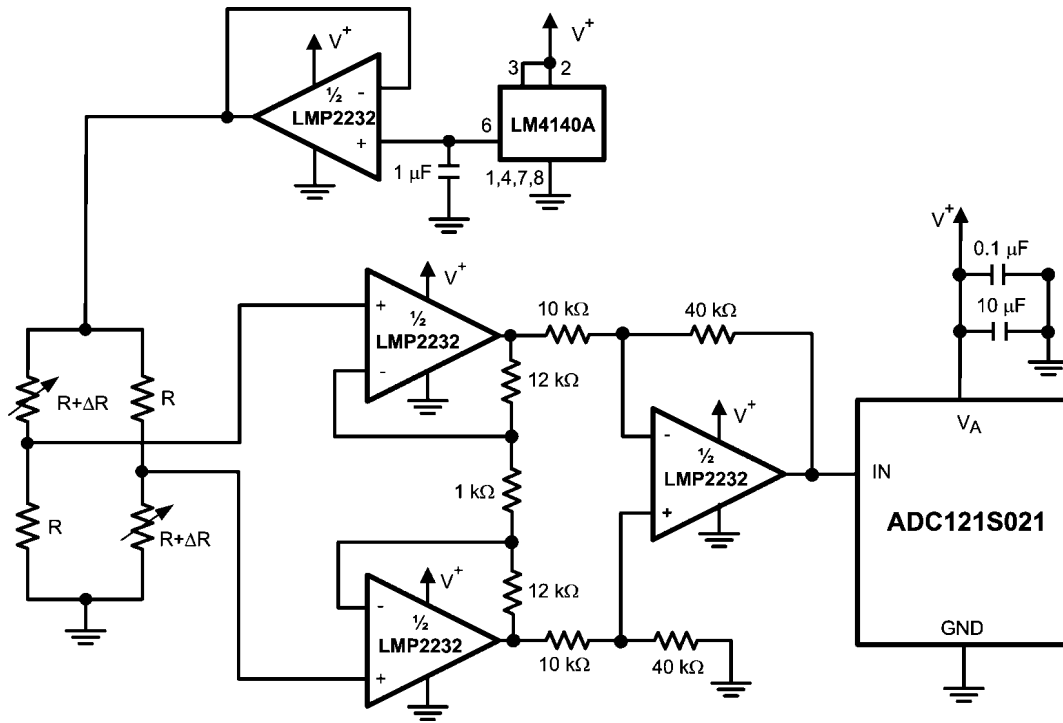 V+
V+
3
2
½
LMP2232
-
+
6
LM4140A
1 µF
1,4,7,8
V+
0.1 µF
10 µF
V+
+
½
LMP2232
-
10 kΩ
40 kΩ
12 kΩ
R+ΔR
R
V+
VA
-
½
LMP2232
+
IN
ADC121S021
1 kΩ
R
R+ΔR
V+
12 kΩ
-
½
LMP2232
+
10 kΩ
40 kΩ
GND